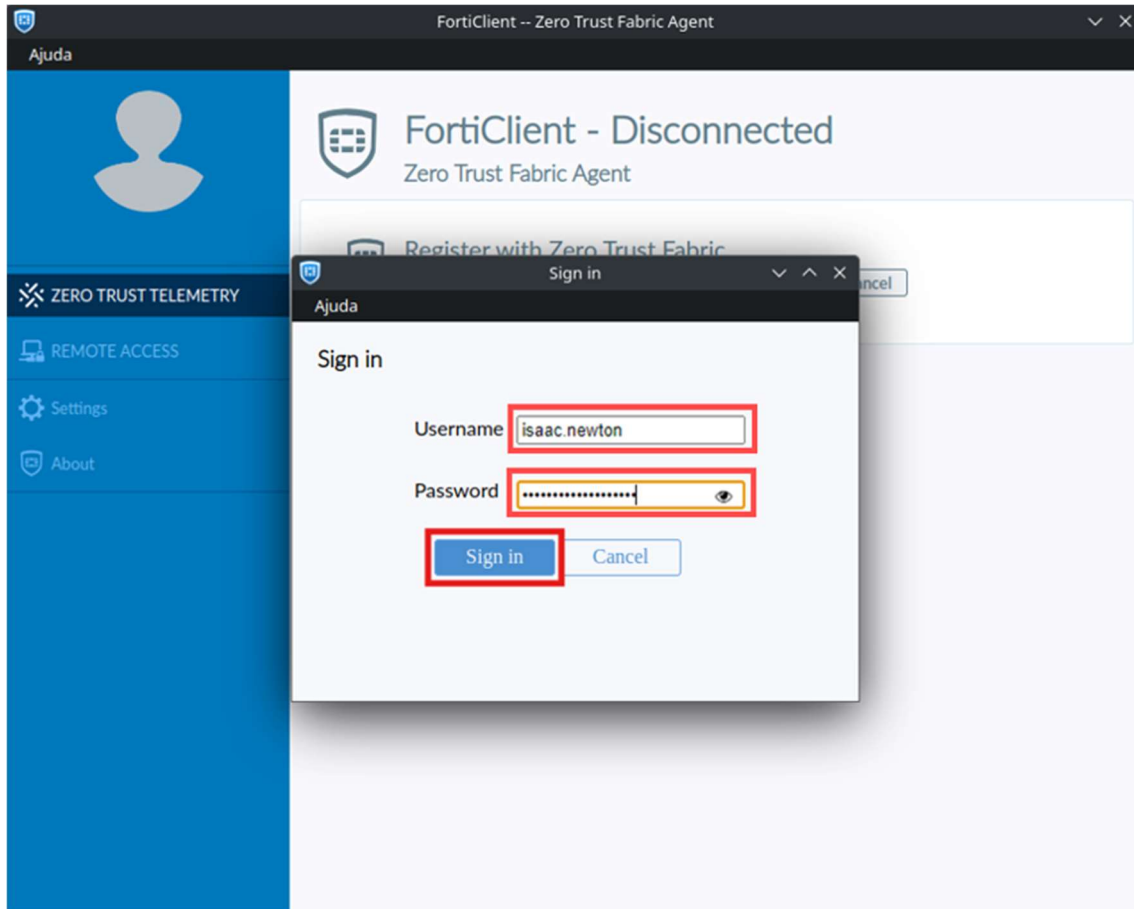 FortiClient -- Zero Trust Fabric Agent
Ajuda
FortiClient - Disconnected
Zero Trust Fabric Agent
Register with Zero Trust Fabric
ZERO TRUST TELEMETRY
REMOTE ACCESS
Settings
About
Sign in
Ajuda
Sign in
Username isaac.newton
Password •••••••••••••••••••
Sign in Cancel